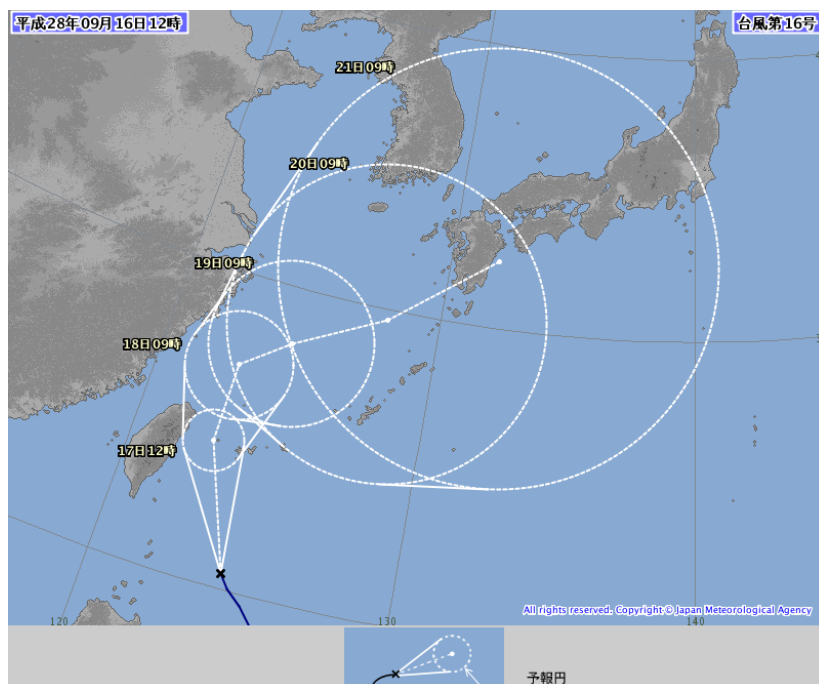 平成28年09月16日12時
台風第16号
21日09時
20日09時
19日09時
18日09時
17日12時
All rights reserved. Copyright © Japan Meteorological Agency
120
130
140
予報円